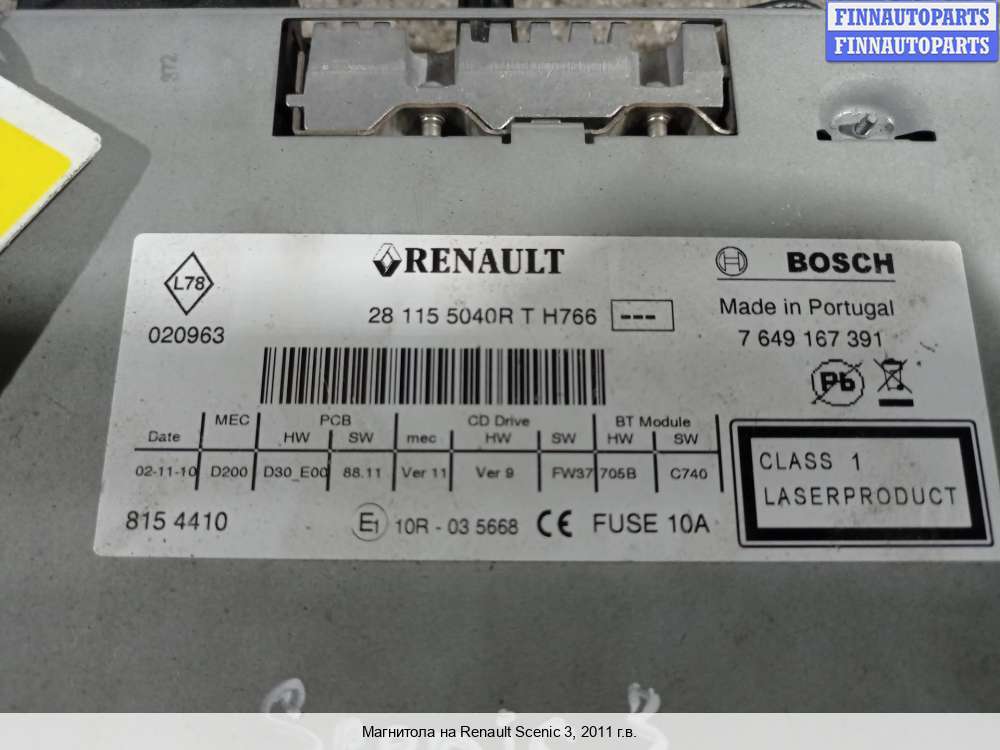 FINNAUTOPARTS
FINNAUTOPARTS
372
RENAULT
BOSCH
L78
020963
28 115 5040R T H766 ---
Made in Portugal
7 649 167 391
Pb
MEC PCB CD Drive BT Module
Date HW SW mec HW SW HW SW
02-11-10 D200 D30_E00 88.11 Ver 11 Ver 9 FW37 705B C740
CLASS 1
LASERPRODUCT
815 4410
E1 10R - 03 5668 CE FUSE 10A
Магнитола на Renault Scenic 3, 2011 г.в.